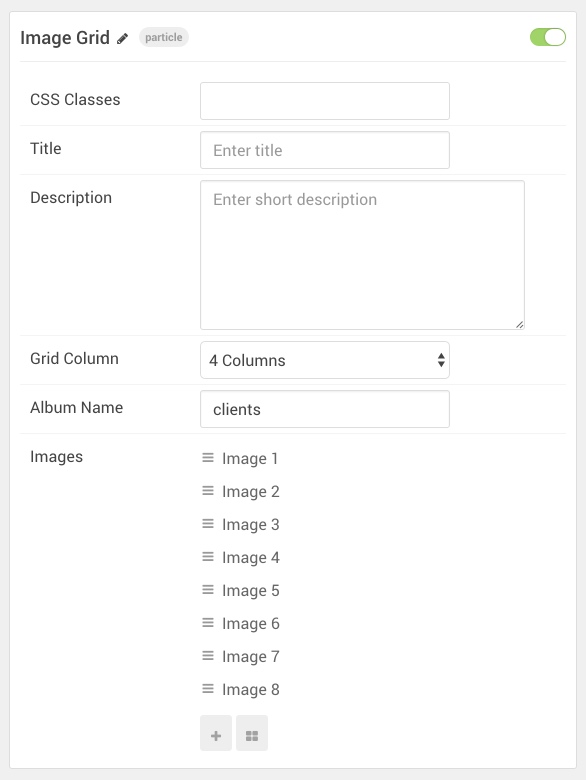 Image Grid particle
CSS Classes
Title Enter title
Description Enter short description
Grid Column 4 Columns
Album Name clients
Images Image 1
Image 2
Image 3
Image 4
Image 5
Image 6
Image 7
Image 8